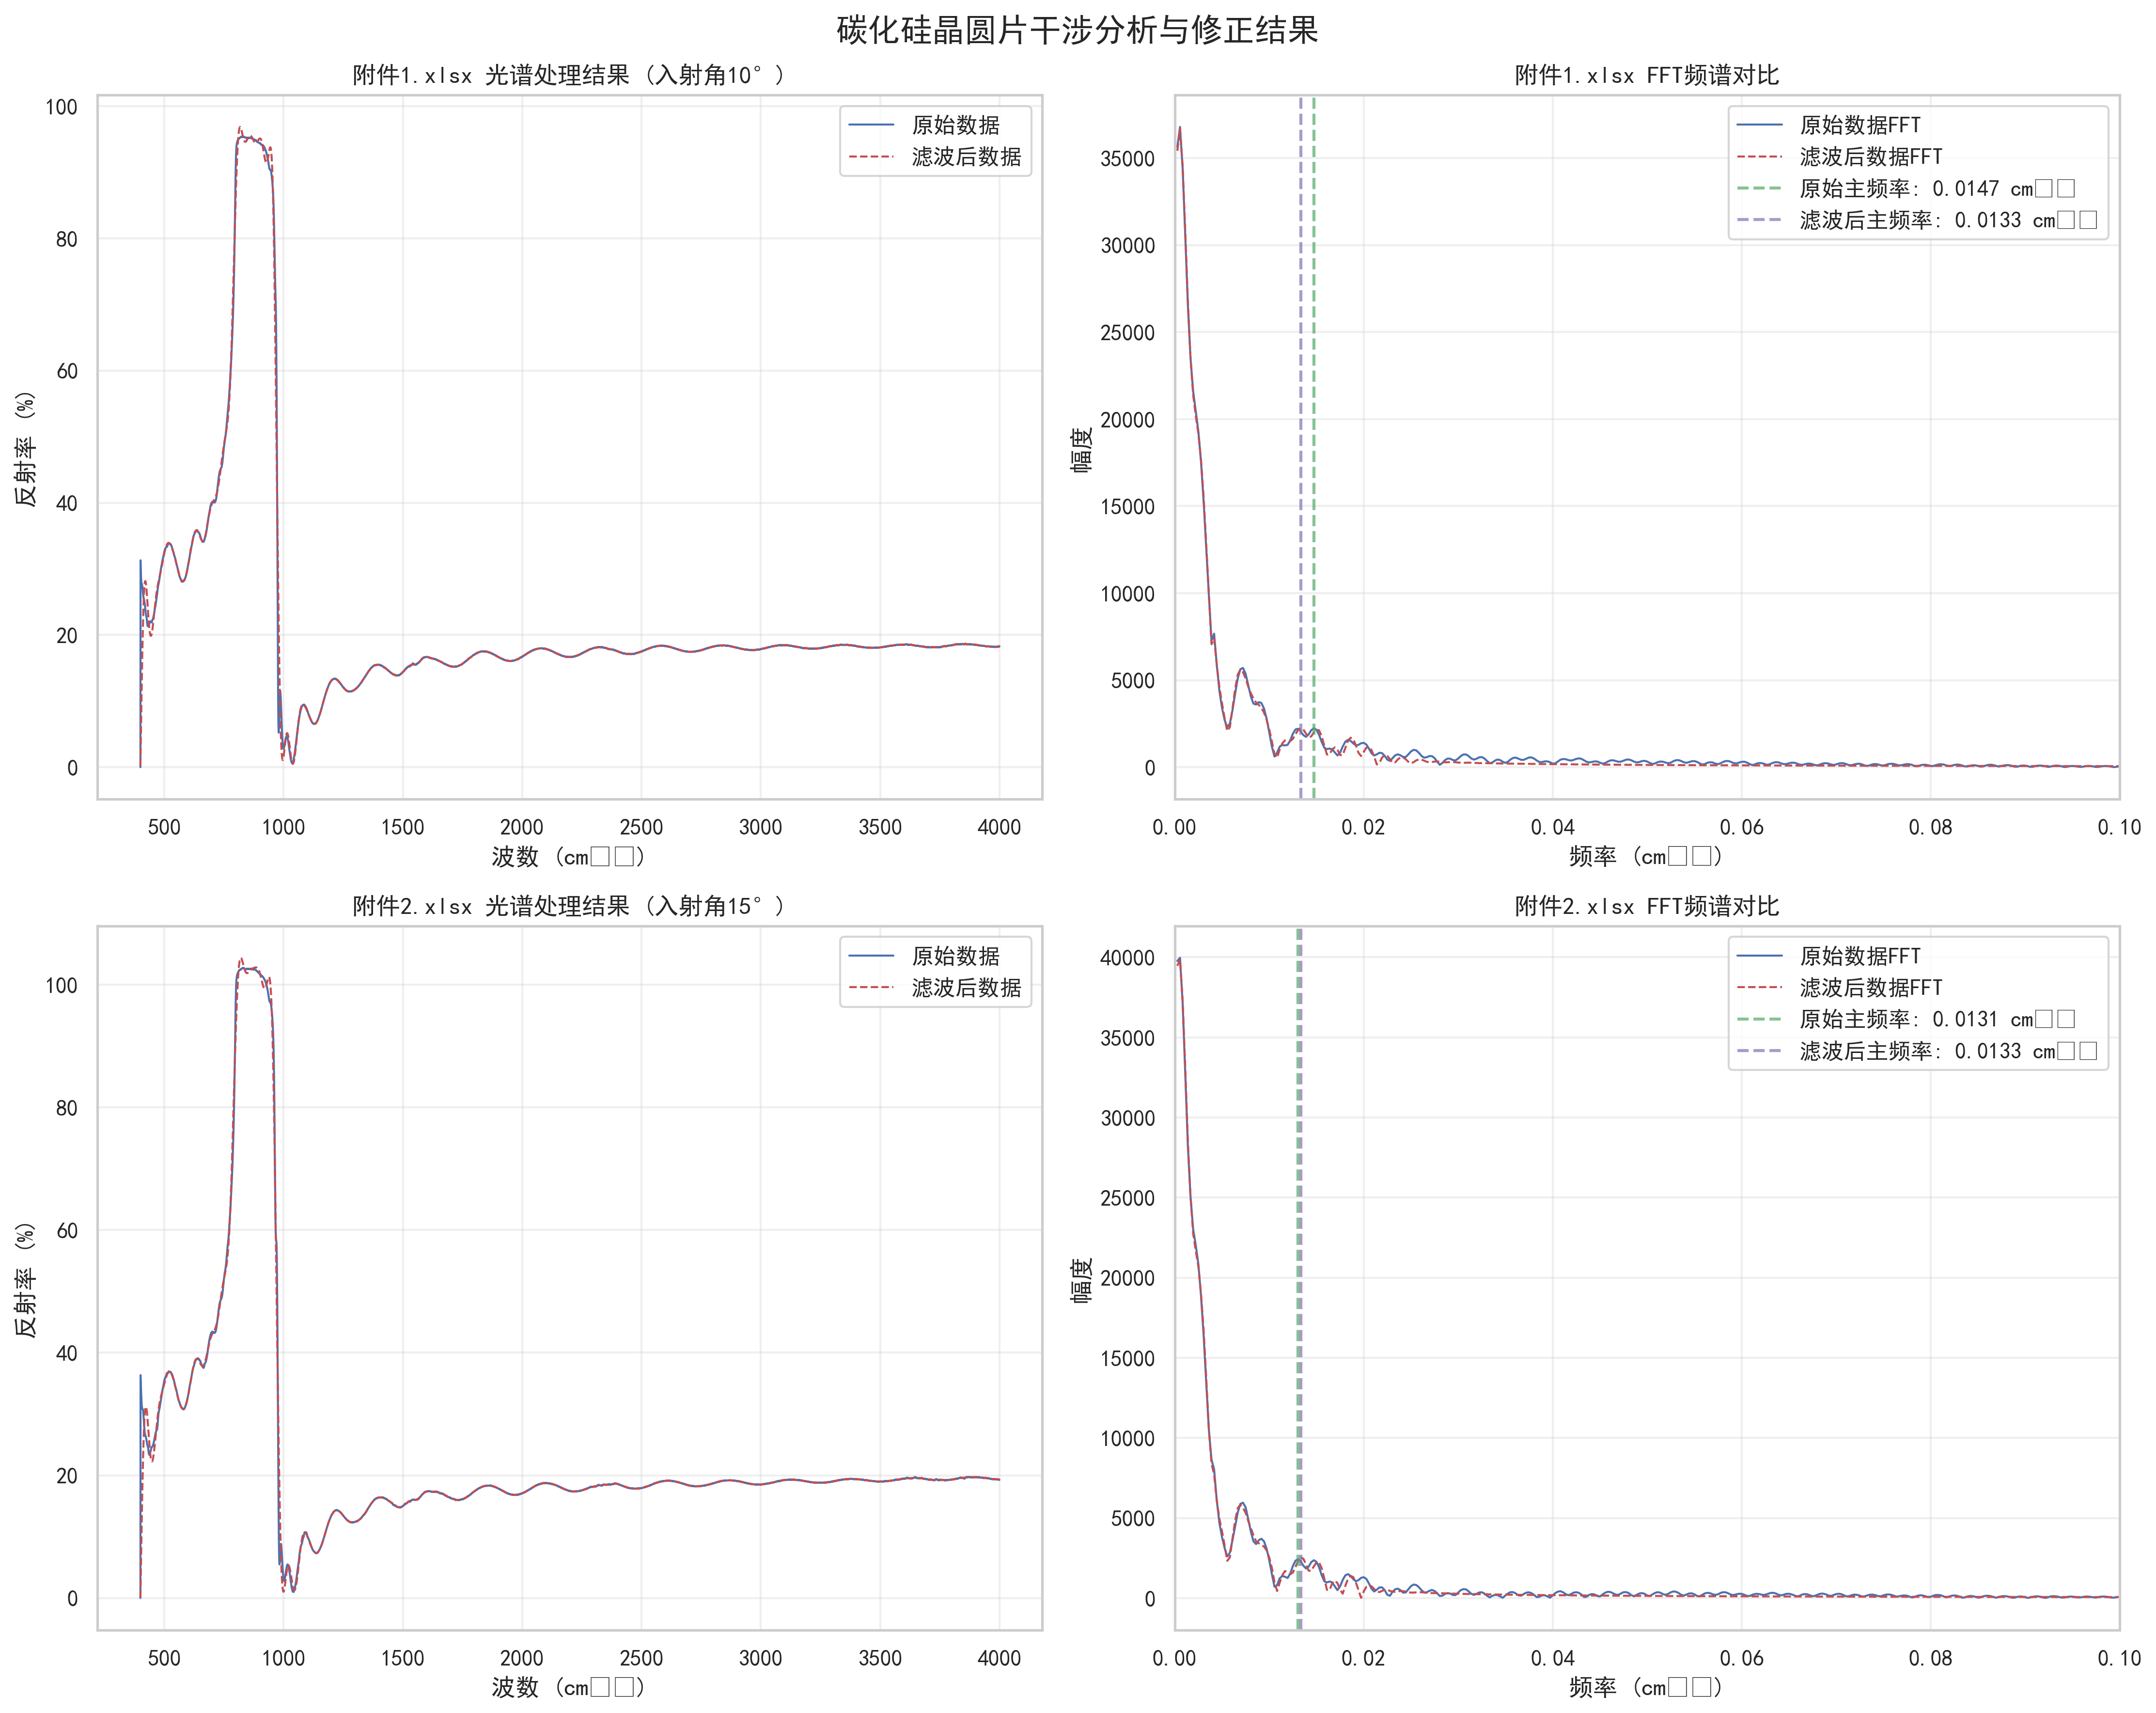 碳化硅晶圆片干涉分析与修正结果
附件1.xlsx 光谱处理结果 (入射角10°)
100
80
60
40
20
0
反射率 (%)
原始数据
滤波后数据
500 1000 1500 2000 2500 3000 3500 4000
波数 (cm□□)
附件1.xlsx FFT频谱对比
35000
30000
25000
20000
15000
10000
5000
0
幅度
原始数据FFT
滤波后数据FFT
原始主频率: 0.0147 cm□□
滤波后主频率: 0.0133 cm□□
0.00 0.02 0.04 0.06 0.08 0.10
频率 (cm□□)
附件2.xlsx 光谱处理结果 (入射角15°)
100
80
60
40
20
0
反射率 (%)
原始数据
滤波后数据
500 1000 1500 2000 2500 3000 3500 4000
波数 (cm□□)
附件2.xlsx FFT频谱对比
40000
35000
30000
25000
20000
15000
10000
5000
0
幅度
原始数据FFT
滤波后数据FFT
原始主频率: 0.0131 cm□□
滤波后主频率: 0.0133 cm□□
0.00 0.02 0.04 0.06 0.08 0.10
频率 (cm□□)